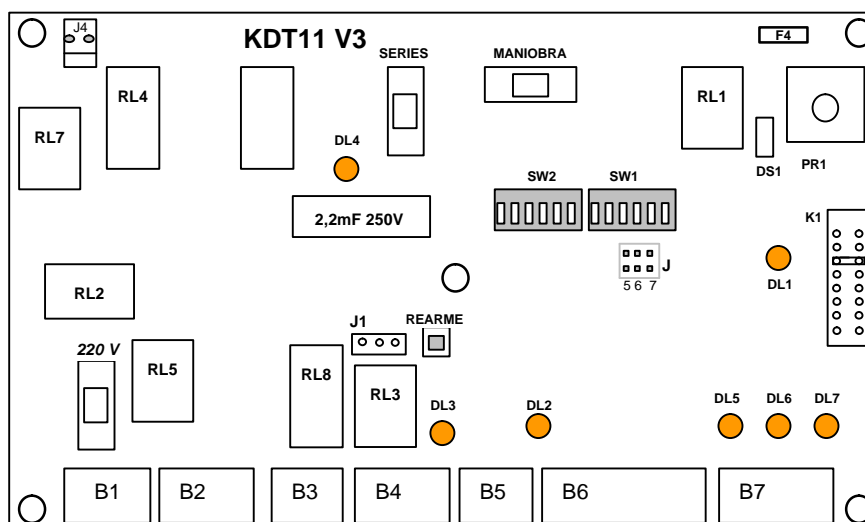 J4
KDT11 V3
SERIES
MANIOBRA
F4
RL4
RL7
RL1
DL4
DS1
PR1
SW2
SW1
2,2mF 250V
K1
J
5 6 7
DL1
RL2
J1
REARME
220 V
RL5
RL8
RL3
DL3
DL2
DL5
DL6
DL7
B1
B2
B3
B4
B5
B6
B7